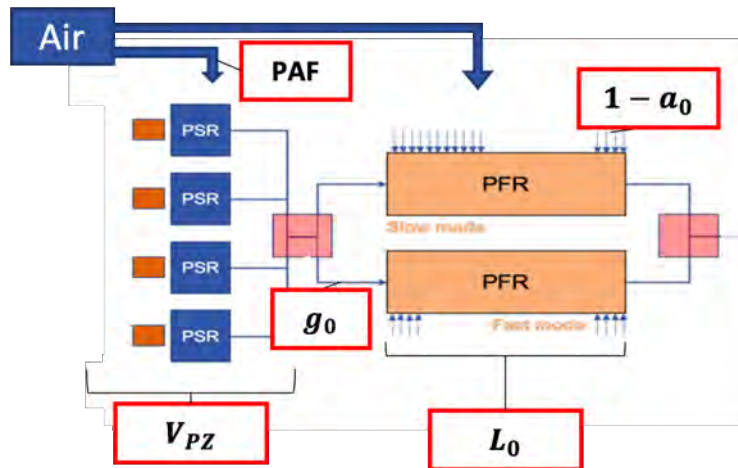 Air
PAF
1 − a₀
PSR
PSR
PSR
PSR
PFR
Slow mode
PFR
Fast mode
g₀
V_PZ
L₀